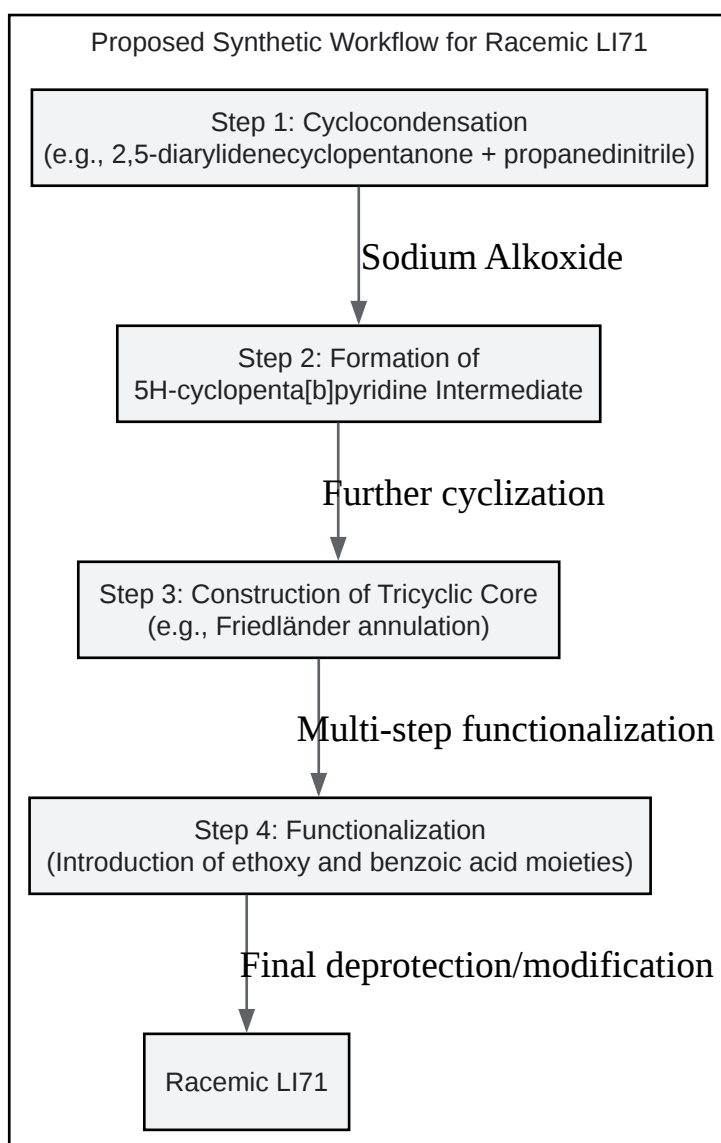 Proposed Synthetic Workflow for Racemic LI71
Step 1: Cyclocondensation
(e.g., 2,5-diarylidenecyclopentanone + propanedinitrile)
Sodium Alkoxide
Step 2: Formation of
5H-cyclopenta[b]pyridine Intermediate
Further cyclization
Step 3: Construction of Tricyclic Core
(e.g., Friedländer annulation)
Multi-step functionalization
Step 4: Functionalization
(Introduction of ethoxy and benzoic acid moieties)
Final deprotection/modification
Racemic LI71